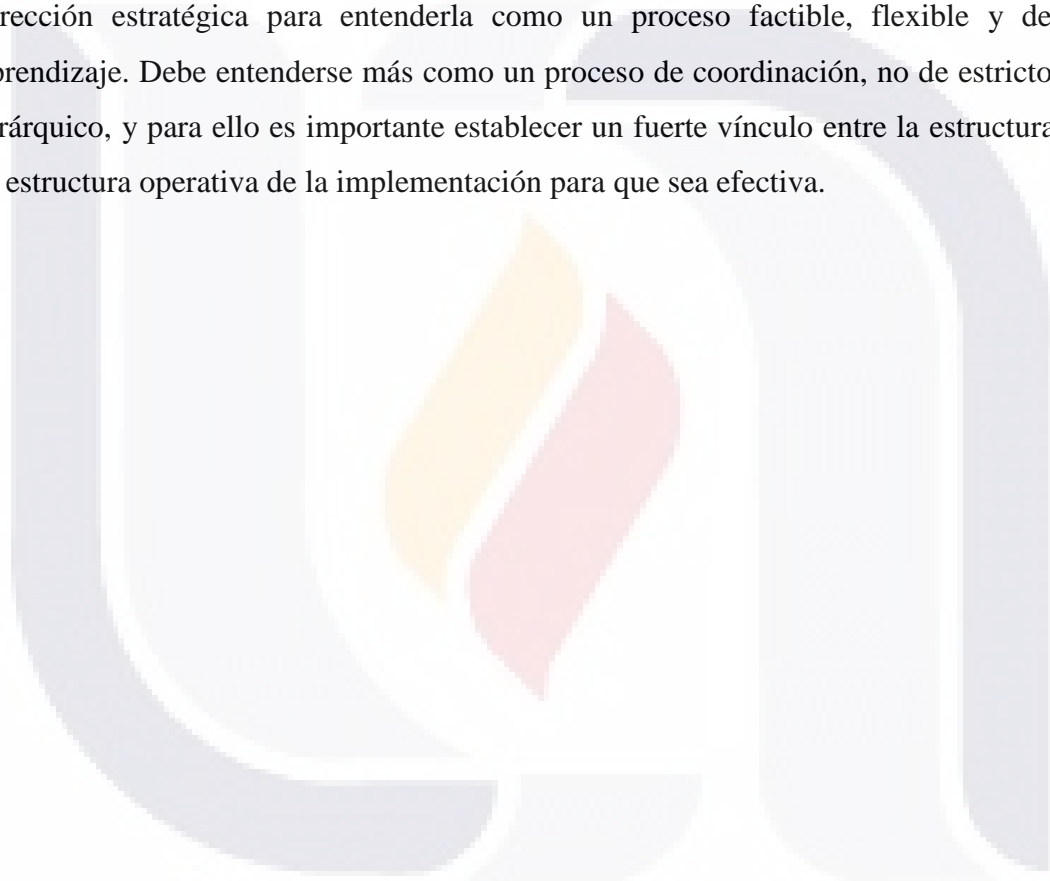 rección estratégica para entenderla como un proceso factible, flexible y de
prendizaje. Debe entenderse más como un proceso de coordinación, no de estricto
rárquico, y para ello es importante establecer un fuerte vínculo entre la estructura
estructura operativa de la implementación para que sea efectiva.